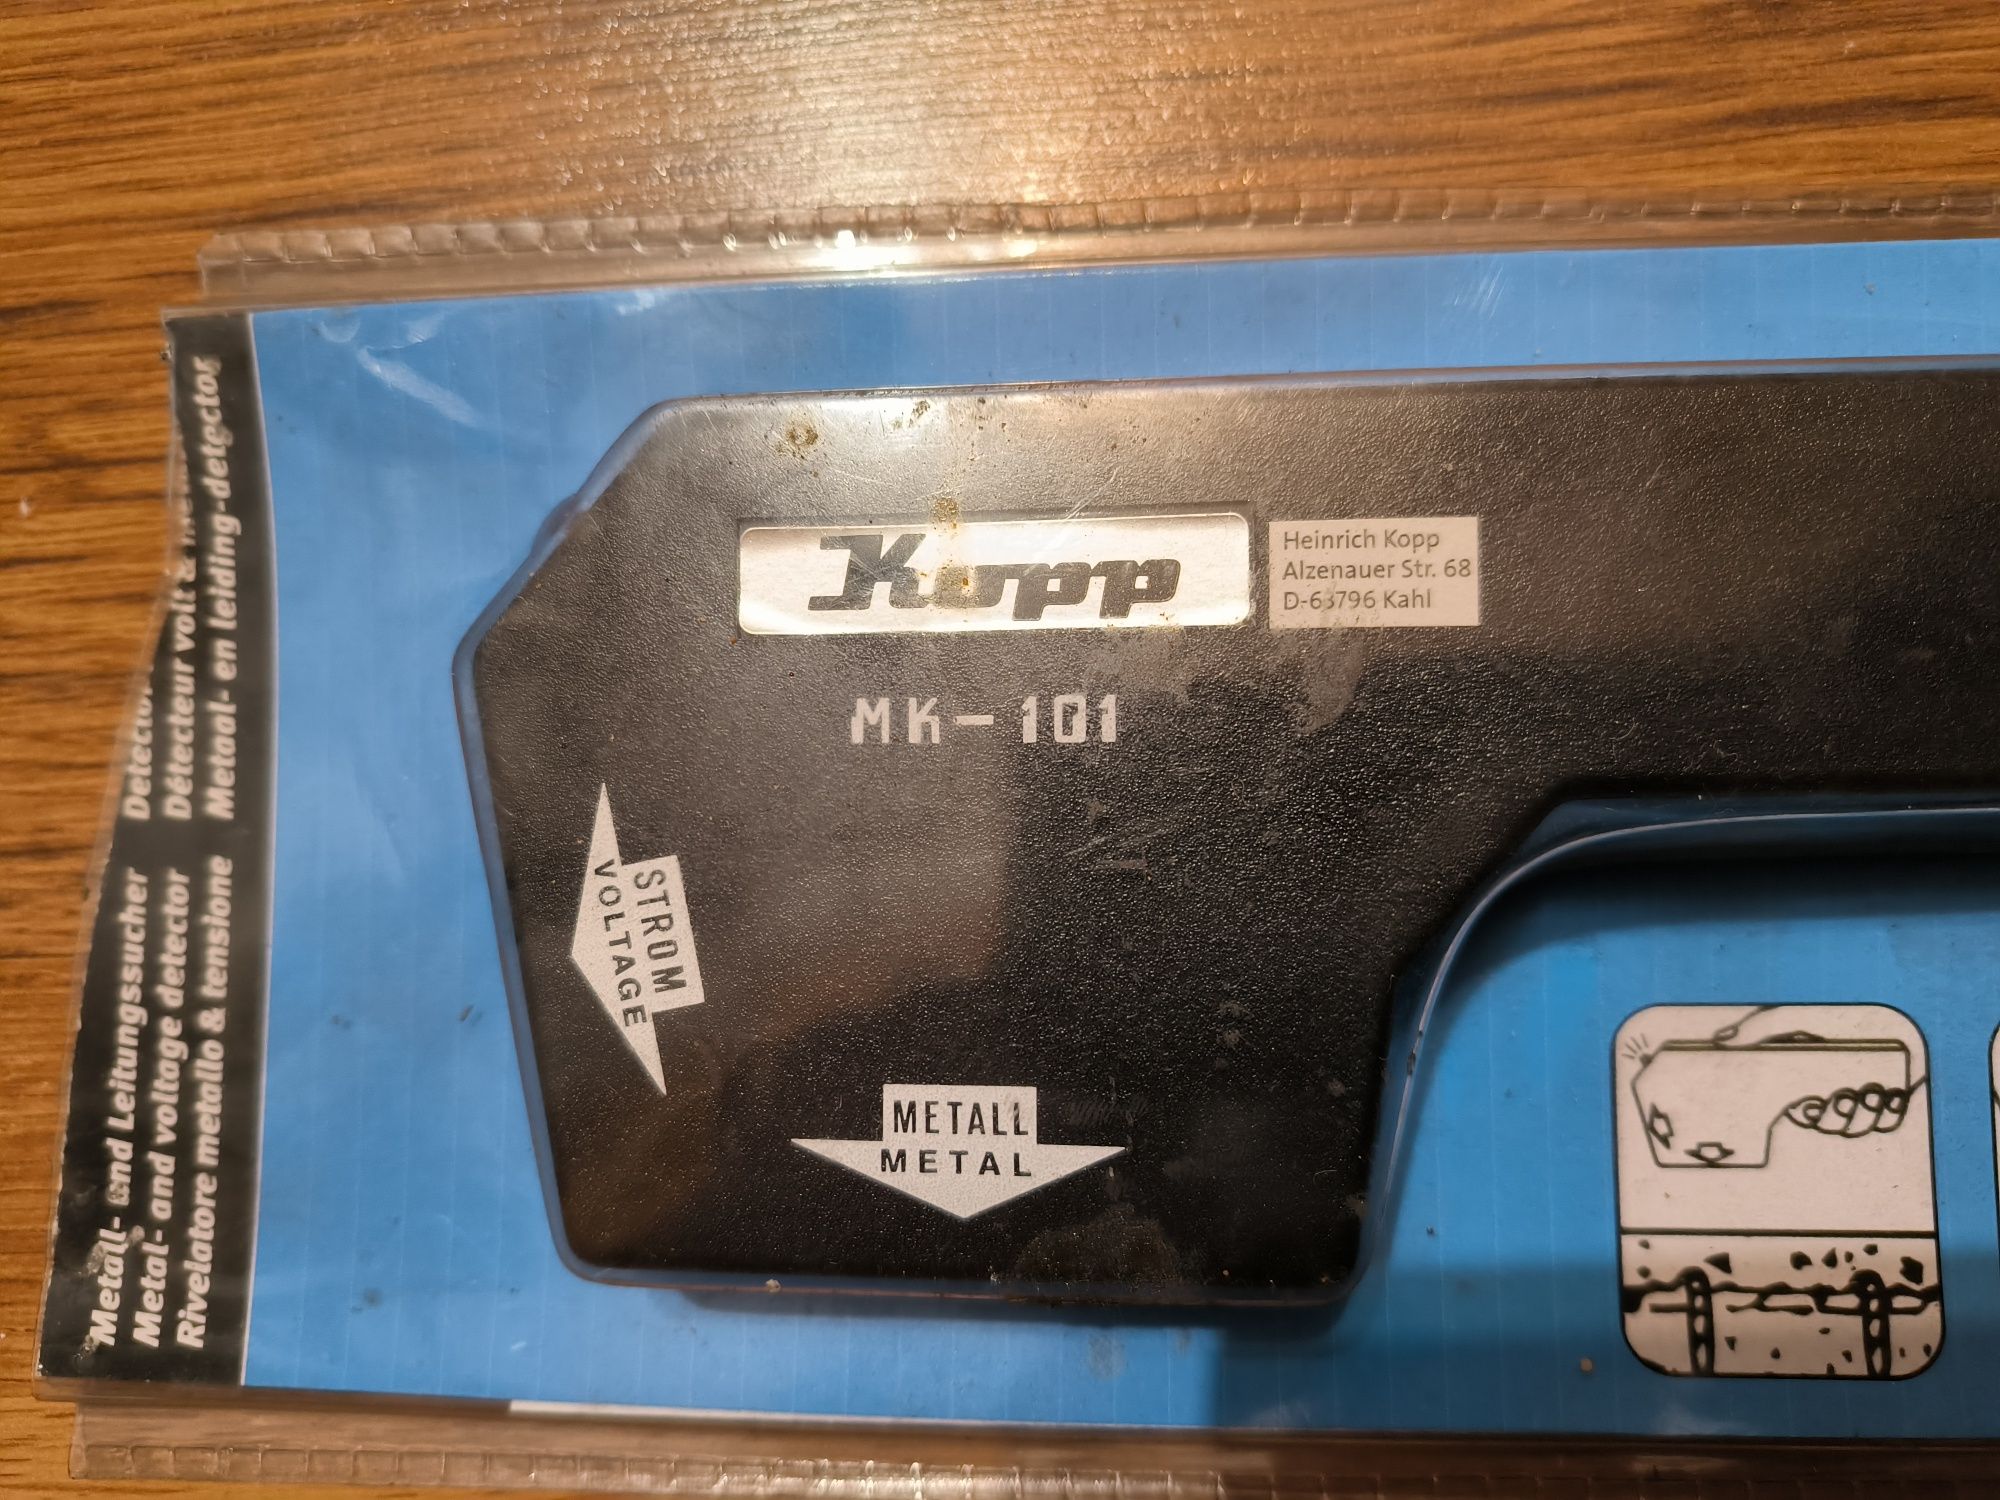 Kopp
Heinrich Kopp
Alzenauer Str. 68
D-63796 Kahl
MK-101
STROM
VOLTAGE
METALL
METAL
Metall- und Leitungssucher
Metal- and voltage detector
Rivelatore metallo & tensione
Detector
Détecteur volt &
Metaal- en leiding-detector